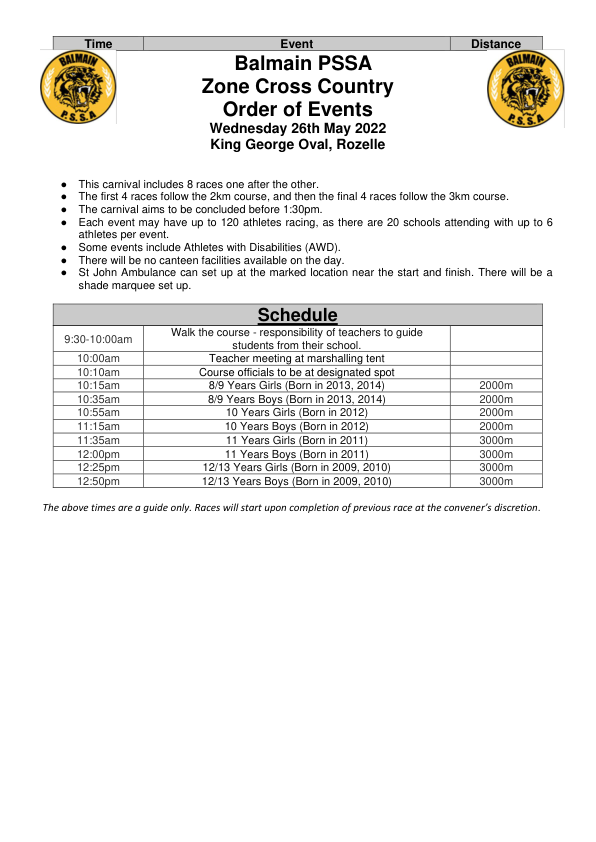 Time Event Distance
BALMAIN
P.S.S.A
BALMAIN
P.S.S.A
Balmain PSSA
Zone Cross Country
Order of Events
Wednesday 26th May 2022
King George Oval, Rozelle
● This carnival includes 8 races one after the other.
● The first 4 races follow the 2km course, and then the final 4 races follow the 3km course.
● The carnival aims to be concluded before 1:30pm.
● Each event may have up to 120 athletes racing, as there are 20 schools attending with up to 6
athletes per event.
● Some events include Athletes with Disabilities (AWD).
● There will be no canteen facilities available on the day.
● St John Ambulance can set up at the marked location near the start and finish. There will be a
shade marquee set up.
Schedule
9:30-10:00am Walk the course - responsibility of teachers to guide
students from their school.
10:00am Teacher meeting at marshalling tent
10:10am Course officials to be at designated spot
10:15am 8/9 Years Girls (Born in 2013, 2014) 2000m
10:35am 8/9 Years Boys (Born in 2013, 2014) 2000m
10:55am 10 Years Girls (Born in 2012) 2000m
11:15am 10 Years Boys (Born in 2012) 2000m
11:35am 11 Years Girls (Born in 2011) 3000m
12:00pm 11 Years Boys (Born in 2011) 3000m
12:25pm 12/13 Years Girls (Born in 2009, 2010) 3000m
12:50pm 12/13 Years Boys (Born in 2009, 2010) 3000m
The above times are a guide only. Races will start upon completion of previous race at the convener’s discretion.